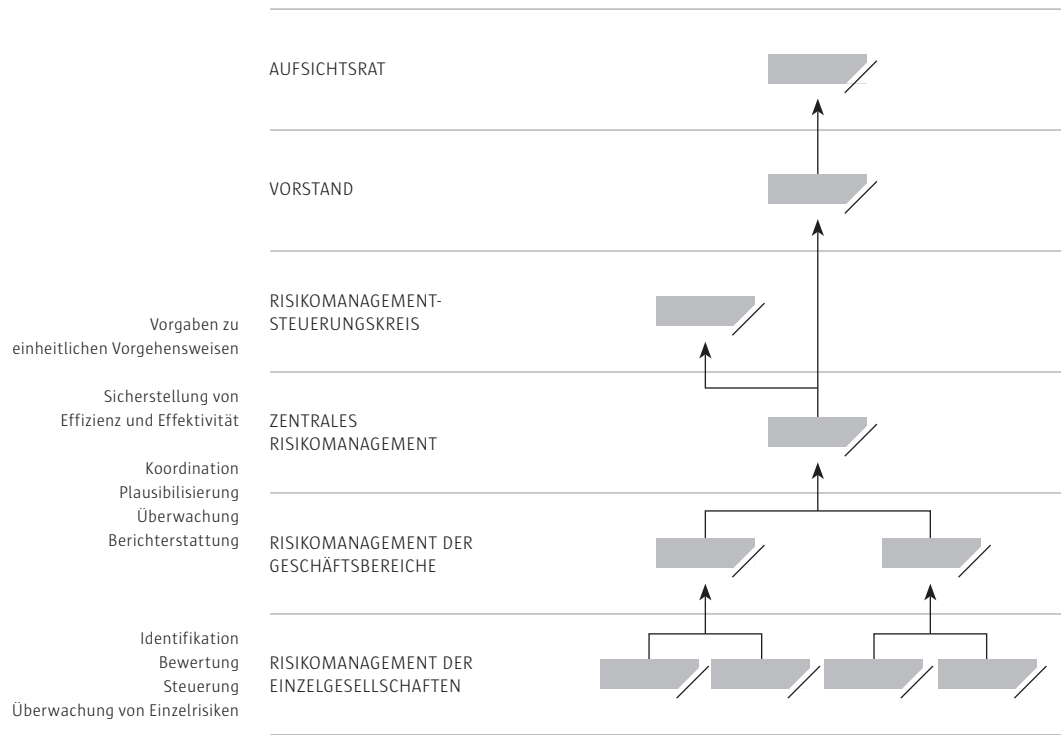 AUFSICHTSRAT
VORSTAND
RISIKOMANAGEMENT-
STEUERUNGSKREIS
Vorgaben zu
einheitlichen Vorgehensweisen
Sicherstellung von
Effizienz und Effektivität
ZENTRALES
RISIKOMANAGEMENT
Koordination
Plausibilisierung
Überwachung
Berichterstattung
RISIKOMANAGEMENT DER
GESCHÄFTSBEREICHE
Identifikation
Bewertung
Steuerung
Überwachung von Einzelrisiken
RISIKOMANAGEMENT DER
EINZELGESELLSCHAFTEN